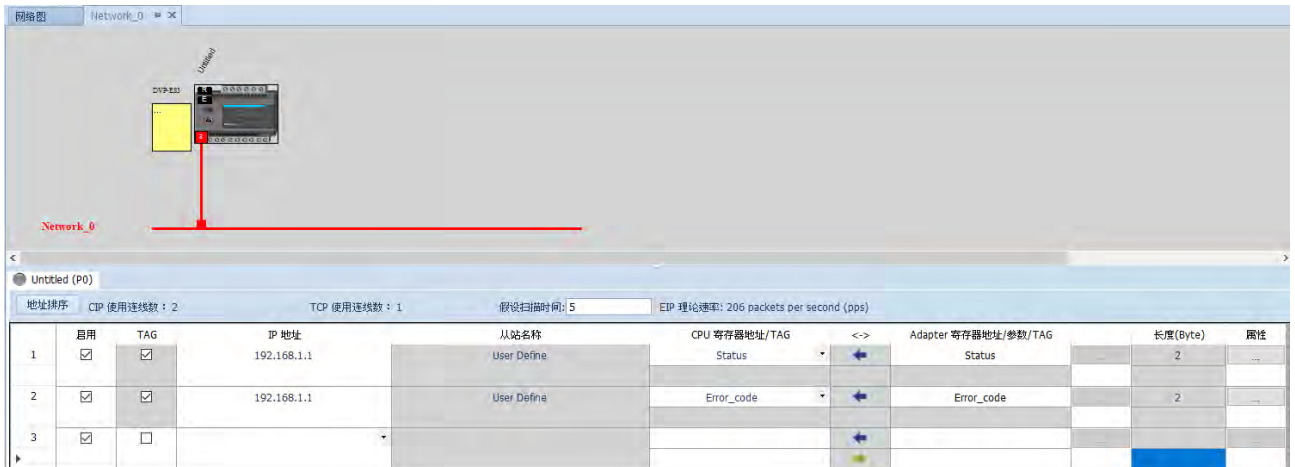 网络图 Network_0
Untitled
DVP-ES3
...
R
E
Network_0
Untitled (P0)
地址排序 CIP 使用连线数：2 TCP 使用连线数：1 假设扫描时间: 5 EIP 理论速率: 206 packets per second (pps)
启用 TAG IP 地址 从站名称 CPU 寄存器地址/TAG <-> Adapter 寄存器地址/参数/TAG 长度(Byte) 属性
1 192.168.1.1 User Define Status Status ... 2 ...
2 192.168.1.1 User Define Error_code Error_code ... 2 ...
3 ... ...